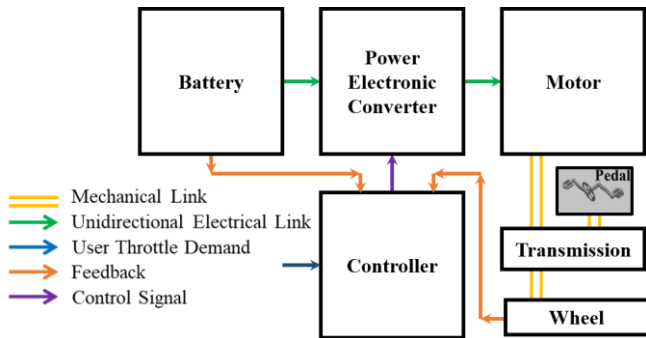 Battery
Power
Electronic
Converter
Motor
Pedal
Mechanical Link
Unidirectional Electrical Link
User Throttle Demand
Feedback
Control Signal
Controller
Transmission
Wheel